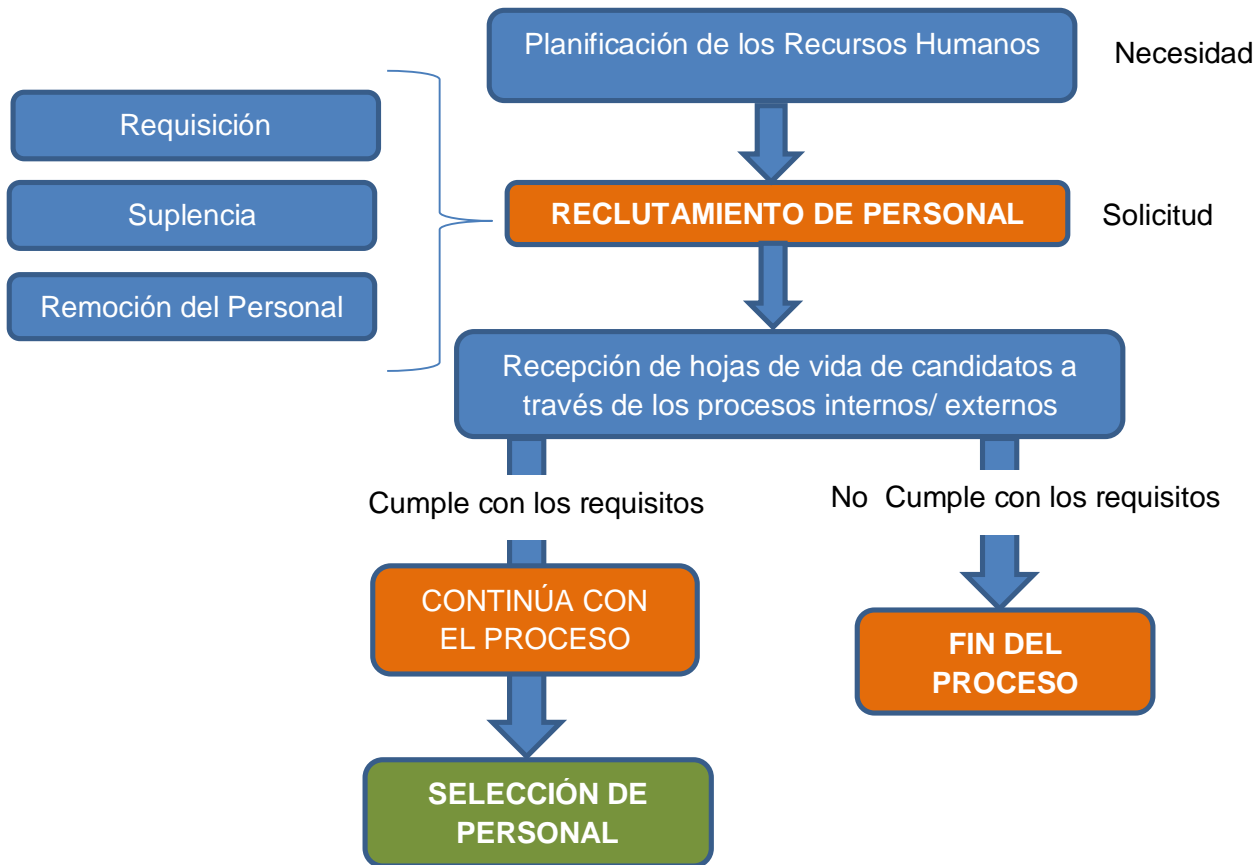 Planificación de los Recursos Humanos
Necesidad
Requisición
Suplencia
Remoción del Personal
RECLUTAMIENTO DE PERSONAL
Solicitud
Recepción de hojas de vida de candidatos a
través de los procesos internos/ externos
Cumple con los requisitos
No Cumple con los requisitos
CONTINÚA CON
EL PROCESO
FIN DEL
PROCESO
SELECCIÓN DE
PERSONAL